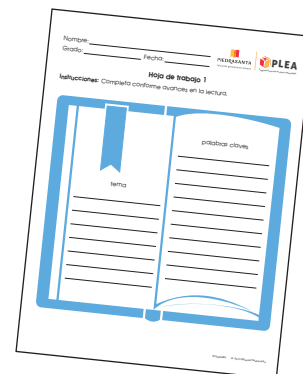 Nombre:
Grado: Fecha:
PIEDRASANTA
PLEA
Hoja de trabajo 1
Instrucciones: Completa conforme avances en la lectura.
tema
palabras claves